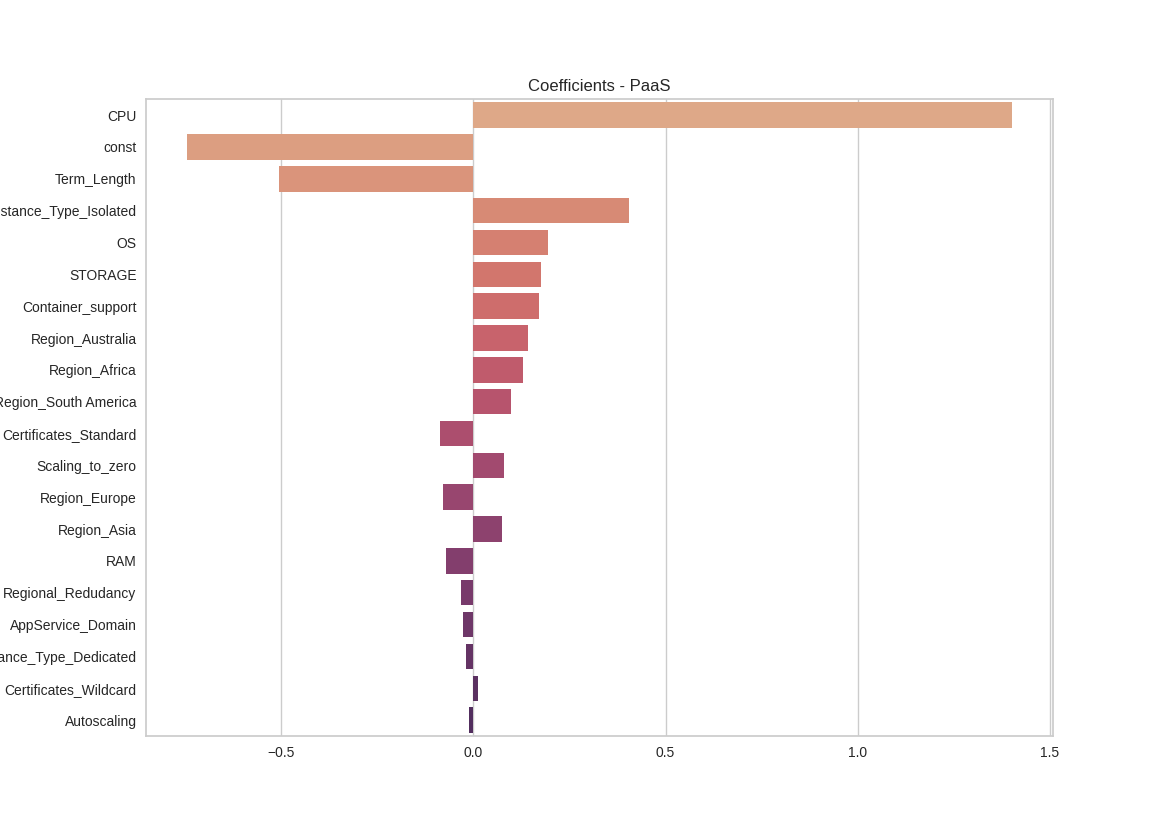 Coefficients - PaaS
CPU
const
Term_Length
stance_Type_Isolated
OS
STORAGE
Container_support
Region_Australia
Region_Africa
Region_South America
Certificates_Standard
Scaling_to_zero
Region_Europe
Region_Asia
RAM
Regional_Redudancy
AppService_Domain
ance_Type_Dedicated
Certificates_Wildcard
Autoscaling
−0.5 0.0 0.5 1.0 1.5